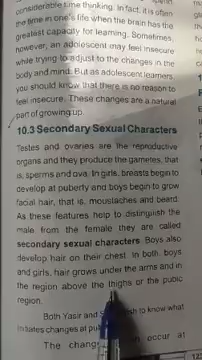 considerable time thinking. In fact, it is often
the time in one's life when the brain has the
greatest capacity for learning. Sometimes,
however, an adolescent may feel insecure
while trying to adjust to the changes in the
body and mind. But as adolescent learners,
you should know that there is no reason to
feel insecure. These changes are a natural
part of growing up.
10.3 Secondary Sexual Characters
Testes and ovaries are the reproductive
organs and they produce the gametes, that
is, sperms and ova. In girls, breasts begin to
develop at puberty and boys begin to grow
facial hair, that is, moustaches and beard.
As these features help to distinguish the
male from the female they are called
secondary sexual characters. Boys also
develop hair on their chest. In both, boys
and girls, hair grows under the arms and in
the region above the thighs or the pubic
region.
Both Yasir and to know what
initiates changes at
The occur at